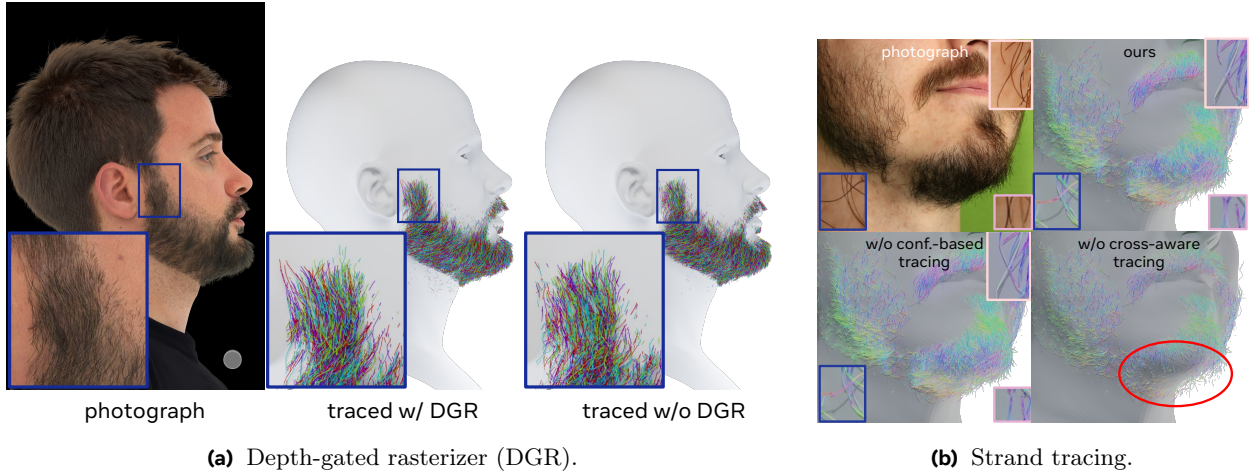 photograph
traced w/ DGR
traced w/o DGR
(a) Depth-gated rasterizer (DGR).
photograph
ours
w/o conf.-based
tracing
w/o cross-aware
tracing
(b) Strand tracing.